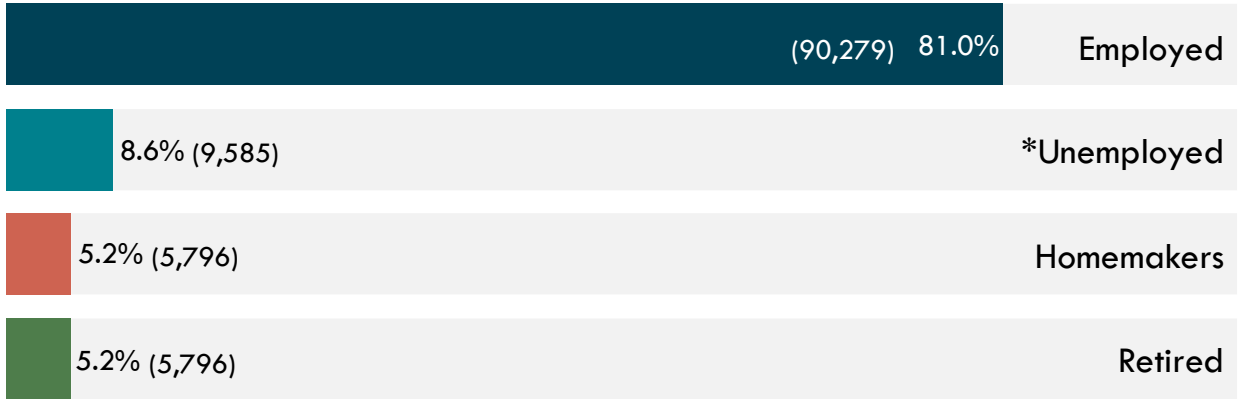 (90,279) 81.0% Employed
8.6% (9,585) *Unemployed
5.2% (5,796) Homemakers
5.2% (5,796) Retired